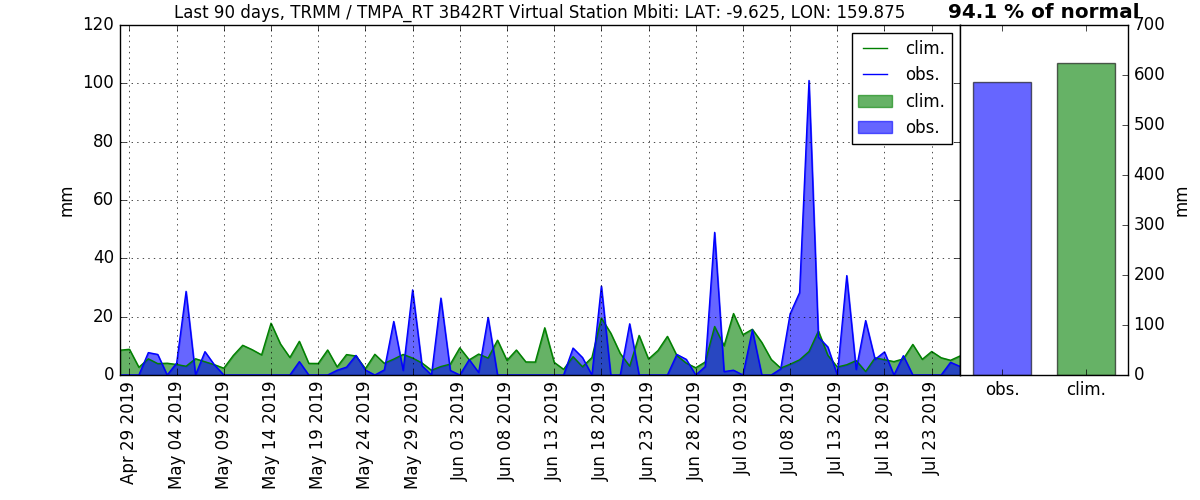 Last 90 days, TRMM / TMPA_RT 3B42RT Virtual Station Mbiti: LAT: -9.625, LON: 159.875
94.1 % of normal
120
100
80
60
40
20
0
mm
clim.
obs.
clim.
obs.
700
600
500
400
300
200
100
0
mm
Apr 29 2019
May 04 2019
May 09 2019
May 14 2019
May 19 2019
May 24 2019
May 29 2019
Jun 03 2019
Jun 08 2019
Jun 13 2019
Jun 18 2019
Jun 23 2019
Jun 28 2019
Jul 03 2019
Jul 08 2019
Jul 13 2019
Jul 18 2019
Jul 23 2019
obs.
clim.